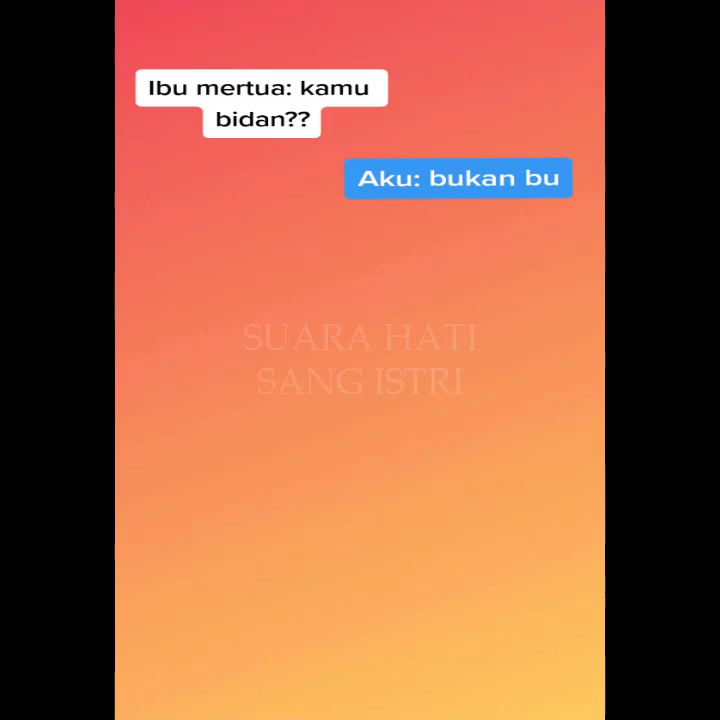 Ibu mertua: kamu
bidan??
Aku: bukan bu
SUARA HATI
SANG ISTRI